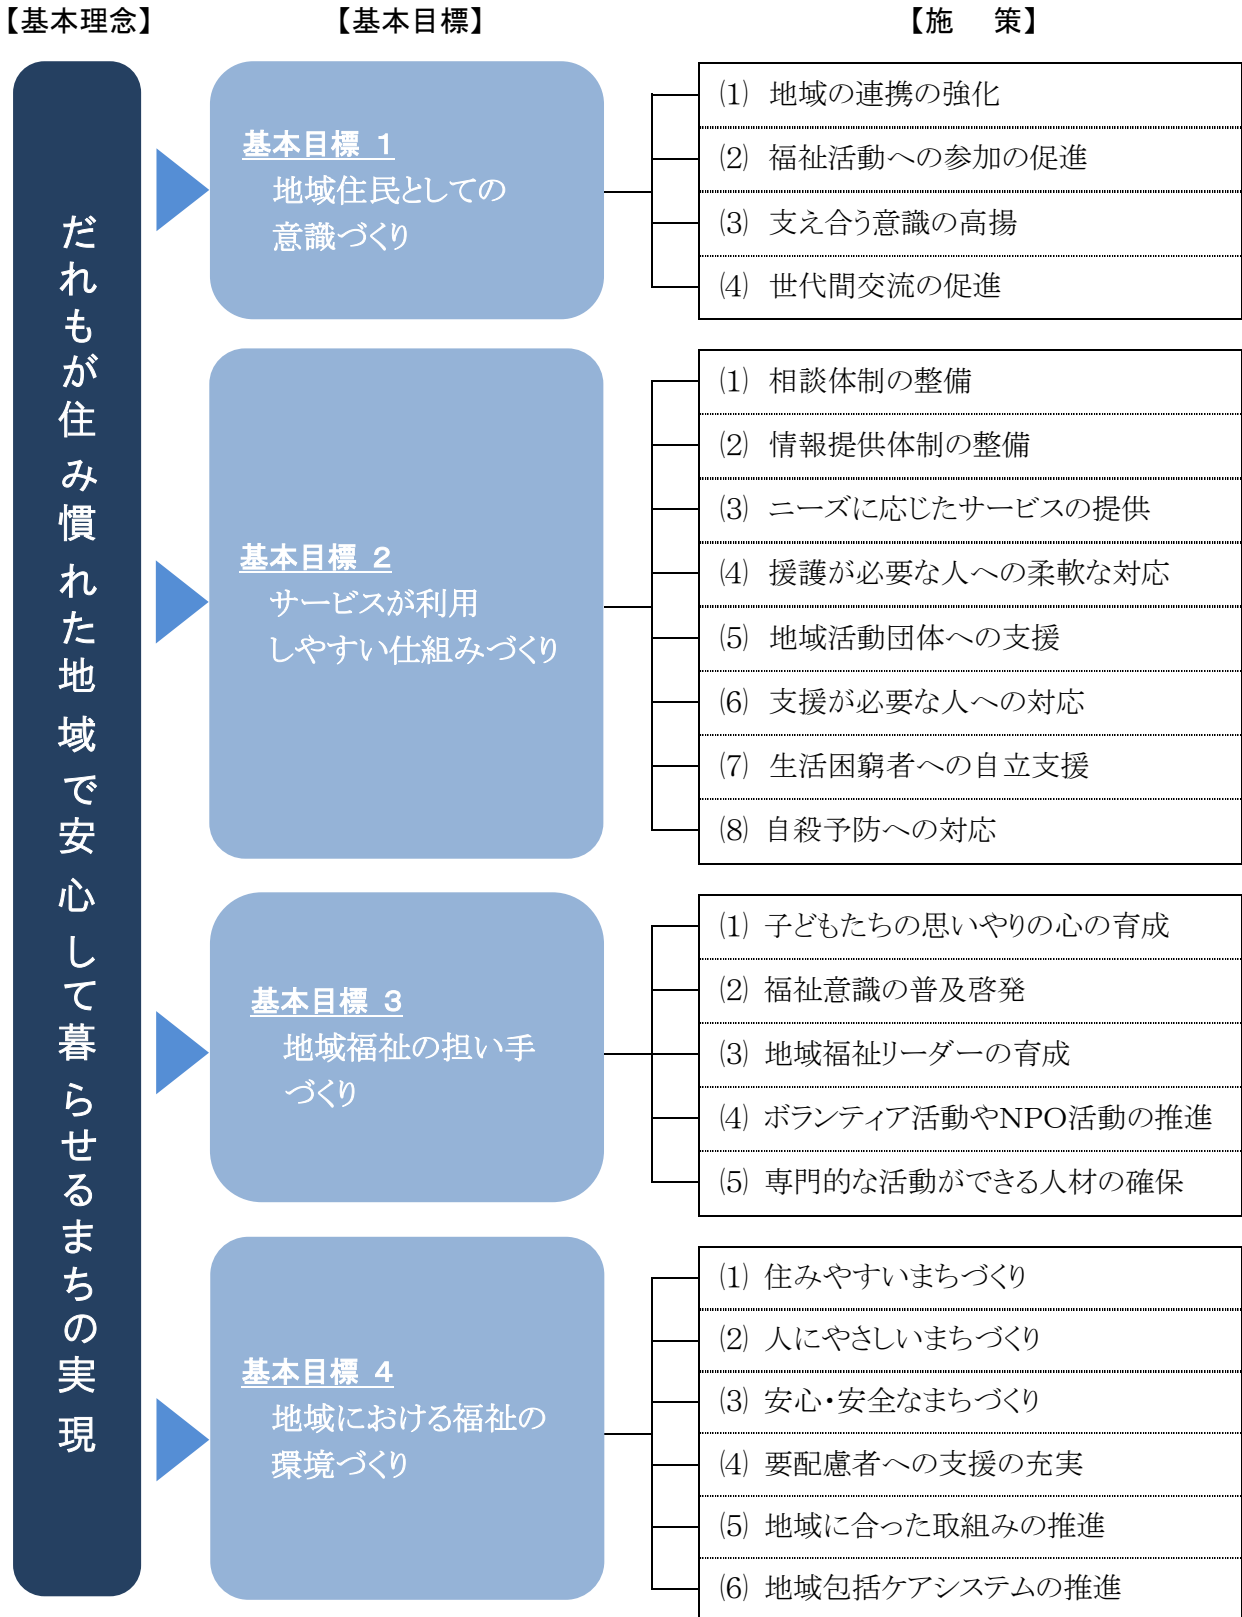 【基本理念】
【基本目標】
【施　策】
だれもが住み慣れた地域で安心して暮らせるまちの実現
基本目標 １
地域住民としての
意識づくり
⑴ 地域の連携の強化
⑵ 福祉活動への参加の促進
⑶ 支え合う意識の高揚
⑷ 世代間交流の促進
基本目標 ２
サービスが利用
しやすい仕組みづくり
⑴ 相談体制の整備
⑵ 情報提供体制の整備
⑶ ニーズに応じたサービスの提供
⑷ 援護が必要な人への柔軟な対応
⑸ 地域活動団体への支援
⑹ 支援が必要な人への対応
⑺ 生活困窮者への自立支援
⑻ 自殺予防への対応
基本目標 ３
地域福祉の担い手
づくり
⑴ 子どもたちの思いやりの心の育成
⑵ 福祉意識の普及啓発
⑶ 地域福祉リーダーの育成
⑷ ボランティア活動やNPO活動の推進
⑸ 専門的な活動ができる人材の確保
基本目標 ４
地域における福祉の
環境づくり
⑴ 住みやすいまちづくり
⑵ 人にやさしいまちづくり
⑶ 安心・安全なまちづくり
⑷ 要配慮者への支援の充実
⑸ 地域に合った取組みの推進
⑹ 地域包括ケアシステムの推進